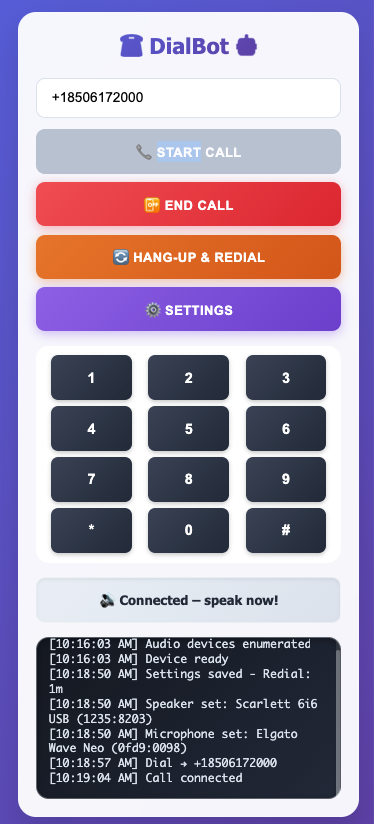 DialBot
+18506172000
START CALL
END CALL
HANG-UP & REDIAL
SETTINGS
1 2 3
4 5 6
7 8 9
* 0 #
Connected – speak now!
[10:16:03 AM] Audio devices enumerated
[10:16:03 AM] Device ready
[10:18:50 AM] Settings saved - Redial:
1m
[10:18:50 AM] Speaker set: Scarlett 6i6
USB (1235:8203)
[10:18:50 AM] Microphone set: Elgato
Wave Neo (0fd9:0098)
[10:18:57 AM] Dial → +18506172000
[10:19:04 AM] Call connected